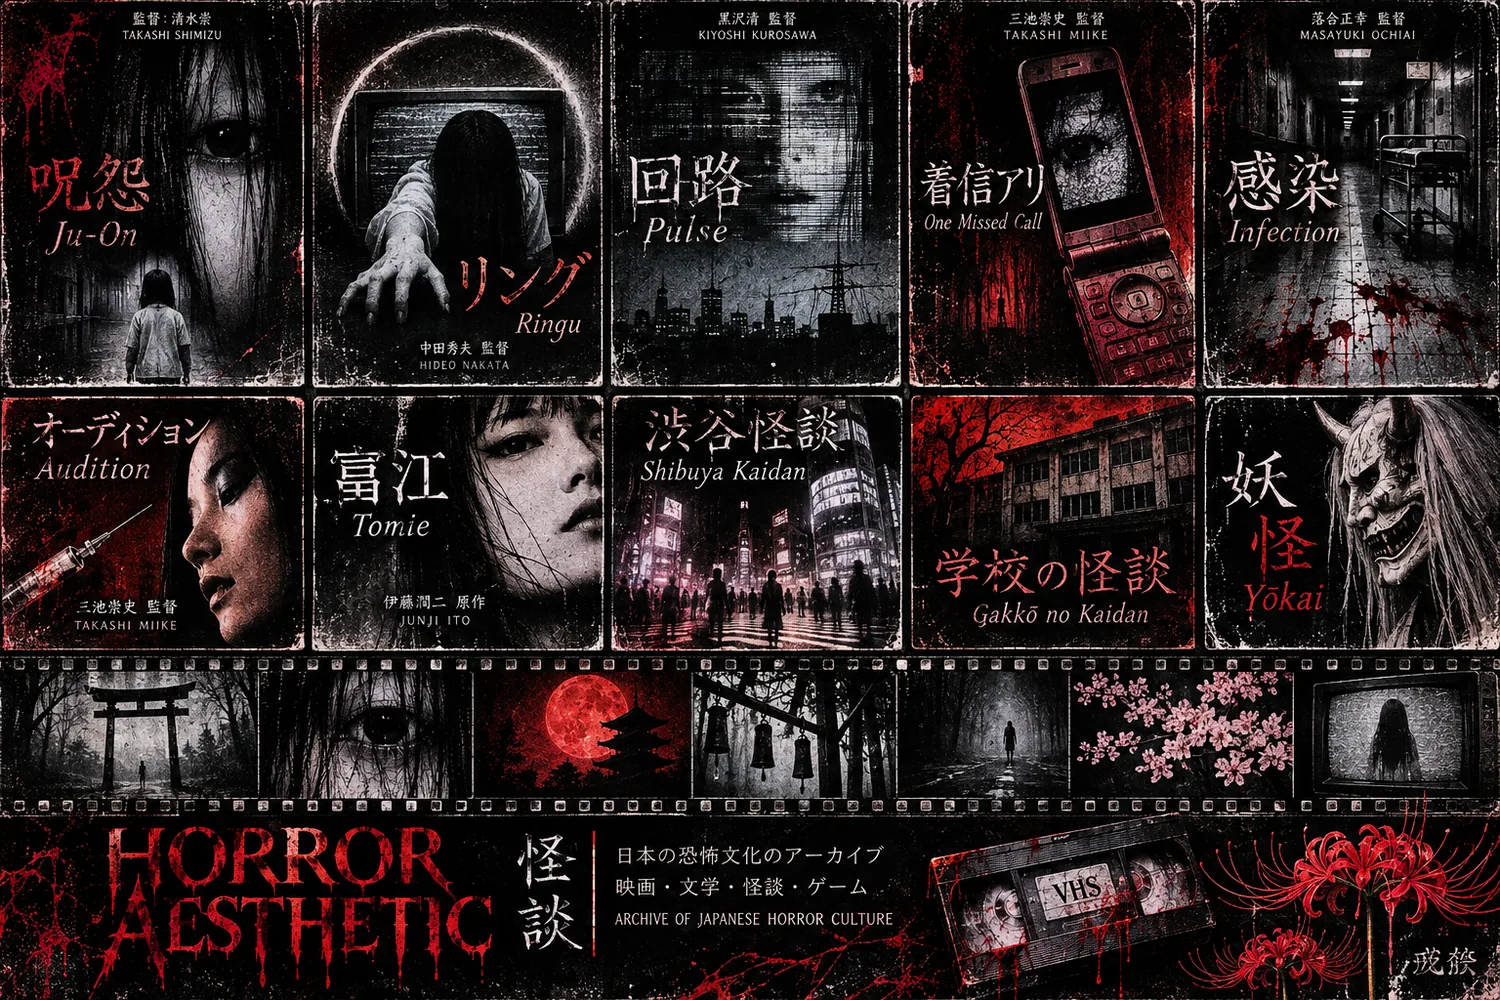 監督・清水崇
TAKASHI SHIMIZU
呪怨
Ju-On
リング
Ringu
中田秀夫 監督
HIDEO NAKATA
黒沢清 監督
KIYOSHI KUROSAWA
回路
Pulse
三池崇史 監督
TAKASHI MIIKE
着信アリ
One Missed Call
落合正幸 監督
MASAYUKI OCHIAI
感染
Infection
オーディション
Audition
三池崇史 監督
TAKASHI MIIKE
富江
Tomie
伊藤潤二 原作
JUNJI ITO
渋谷怪談
Shibuya Kaidan
学校の怪談
Gakkō no Kaidan
妖
怪
Yōkai
HORROR
AESTHETIC
怪
談
日本の恐怖文化のアーカイブ
映画・文学・怪談・ゲーム
ARCHIVE OF JAPANESE HORROR CULTURE
VHS